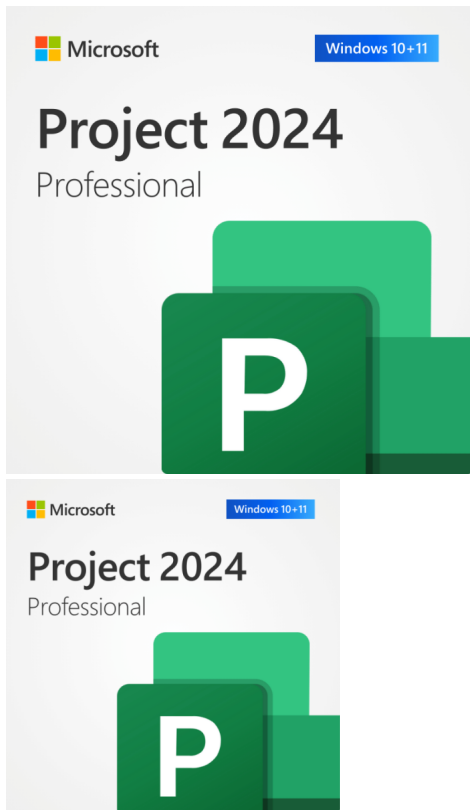 Microsoft
Windows 10+11
Project 2024
Professional
P
Microsoft
Windows 10+11
Project 2024
Professional
P